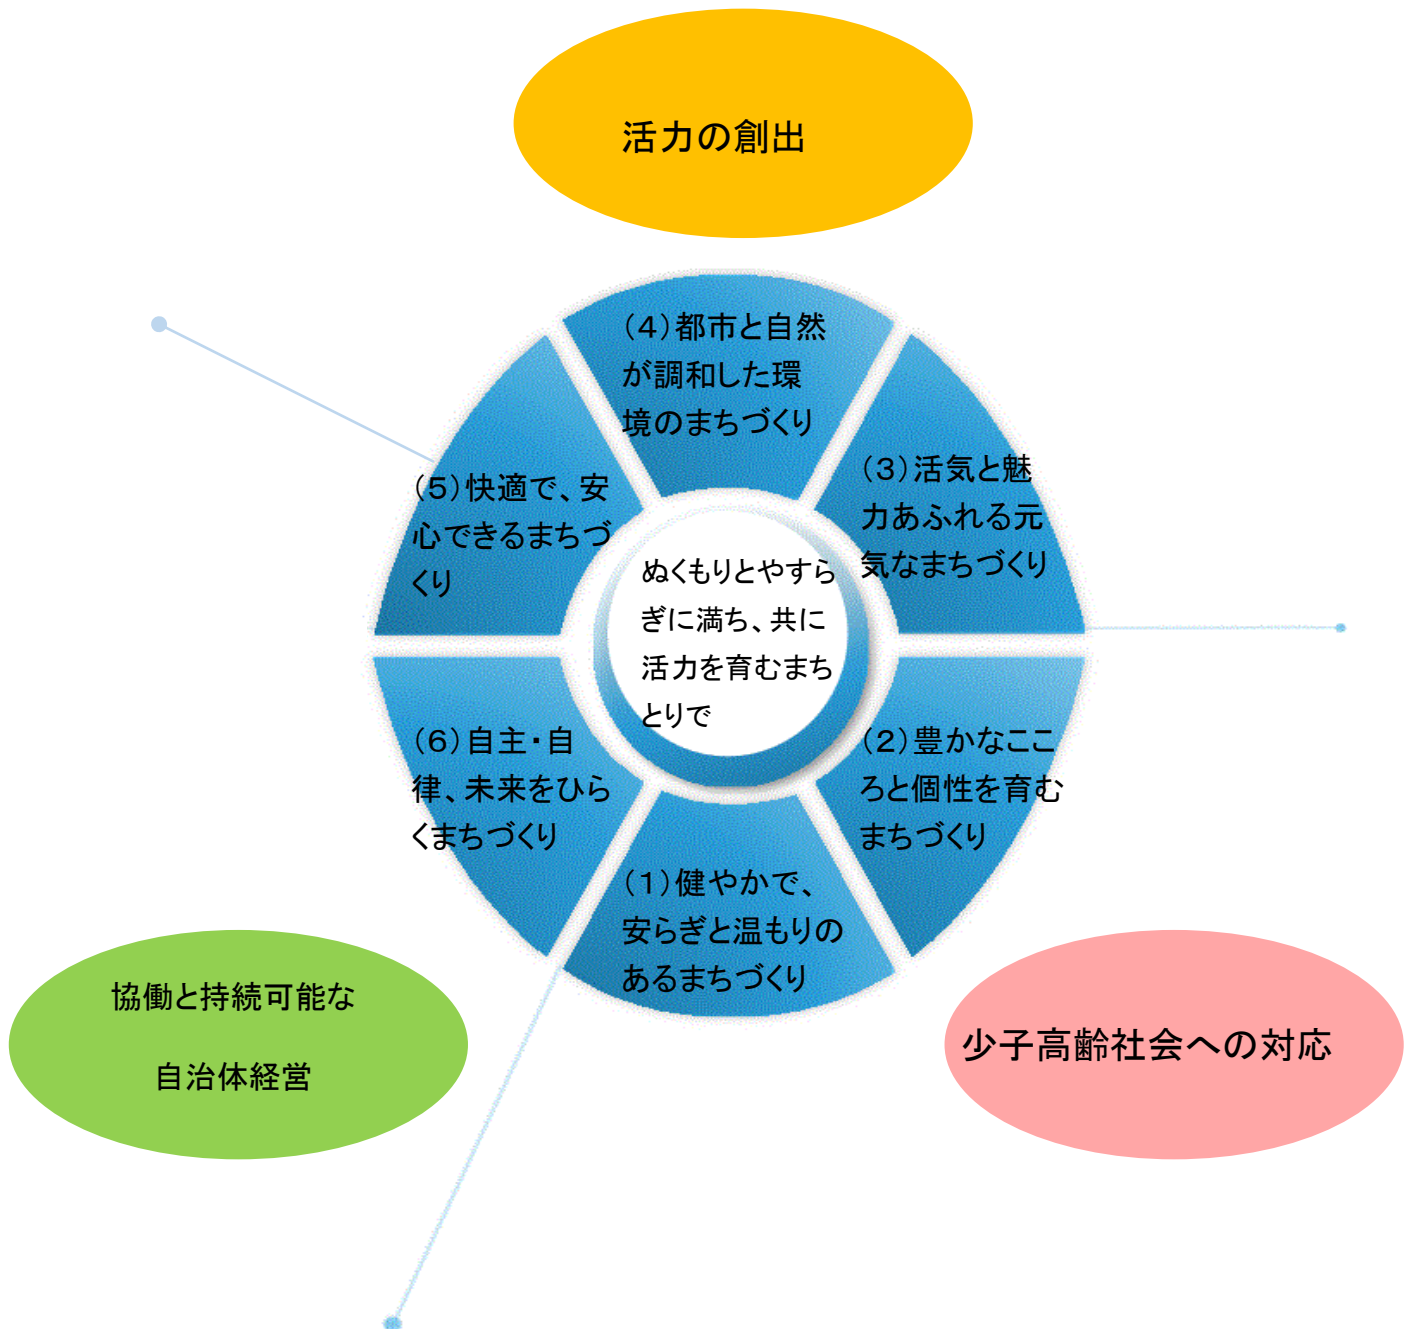 活力の創出
（4）都市と自然
が調和した環
境のまちづくり
（3）活気と魅
力あふれる元
気なまちづくり
（5）快適で、安
心できるまちづ
くり
ぬくもりとやすら
ぎに満ち、共に
活力を育むまち
とりで
（6）自主・自
律、未来をひら
くまちづくり
（2）豊かなここ
ろと個性を育む
まちづくり
（1）健やかで、
安らぎと温もりの
あるまちづくり
協働と持続可能な
自治体経営
少子高齢社会への対応